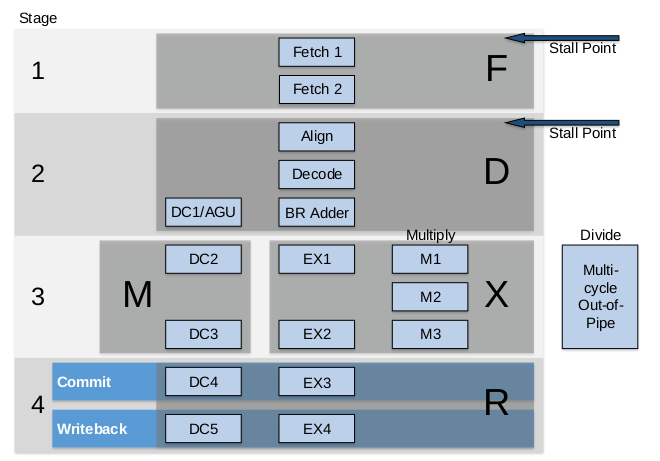 Stage
1
Fetch 1
F
Stall Point
Fetch 2
2
Align
D
Stall Point
Decode
DC1/AGU
BR Adder
Multiply
Divide
3
M
DC2
EX1
M1
X
M2
DC3
EX2
M3
Multi-
cycle
Out-of-
Pipe
4
Commit
DC4
EX3
R
Writeback
DC5
EX4